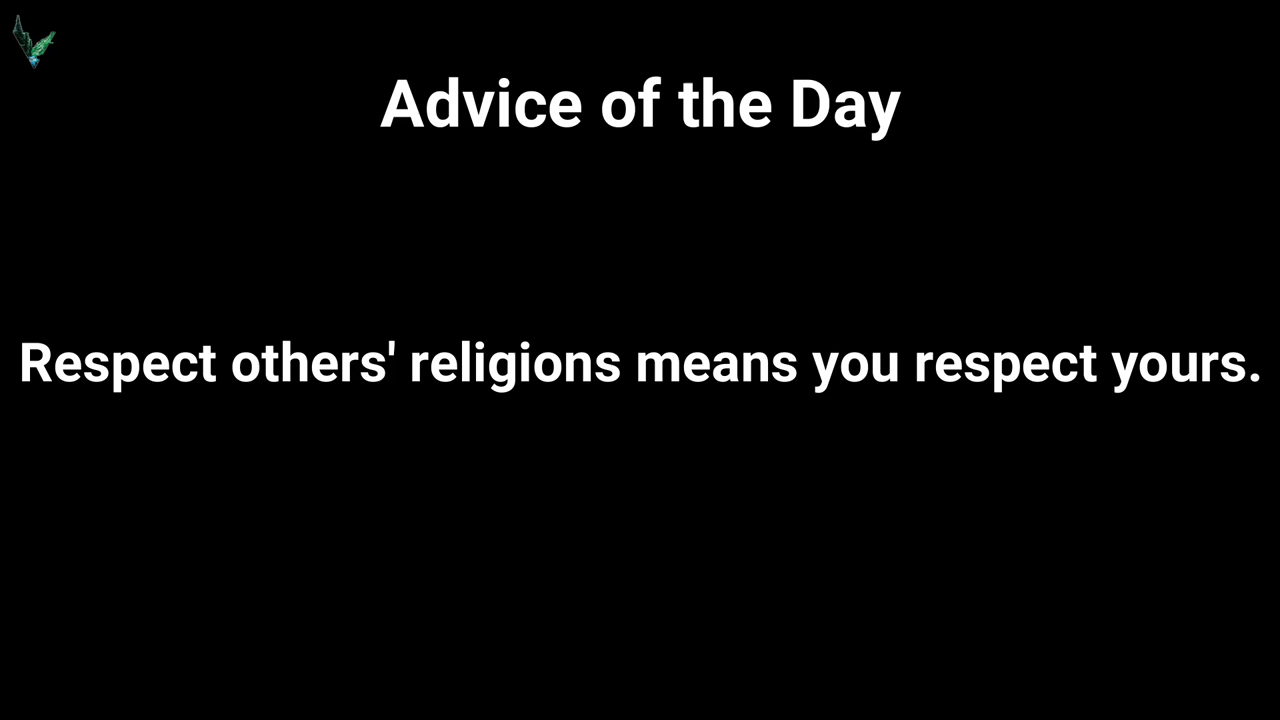 Advice of the Day
Respect others' religions means you respect yours.